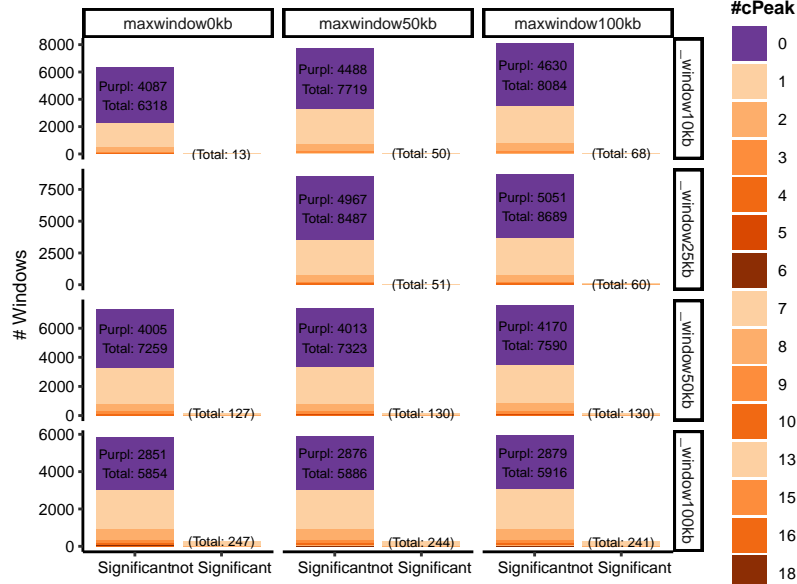 #cPeak
maxwindow0kb maxwindow50kb maxwindow100kb
0
1
2
3
4
5
6
7
8
9
10
13
15
16
18
# Windows
8000
6000
4000
2000
0
Purpl: 4087
Total: 6318
(Total: 13)
Purpl: 4488
Total: 7719
(Total: 50)
Purpl: 4630
Total: 8084
(Total: 68)
_window10kb
7500
5000
2500
0
Purpl: 4967
Total: 8487
(Total: 51)
Purpl: 5051
Total: 8689
(Total: 60)
_window25kb
6000
4000
2000
0
Purpl: 4005
Total: 7259
(Total: 127)
Purpl: 4013
Total: 7323
(Total: 130)
Purpl: 4170
Total: 7590
(Total: 130)
_window50kb
6000
4000
2000
0
Purpl: 2851
Total: 5854
(Total: 247)
Purpl: 2876
Total: 5886
(Total: 244)
Purpl: 2879
Total: 5916
(Total: 241)
_window100kb
Significantnot Significant Significantnot Significant Significantnot Significant